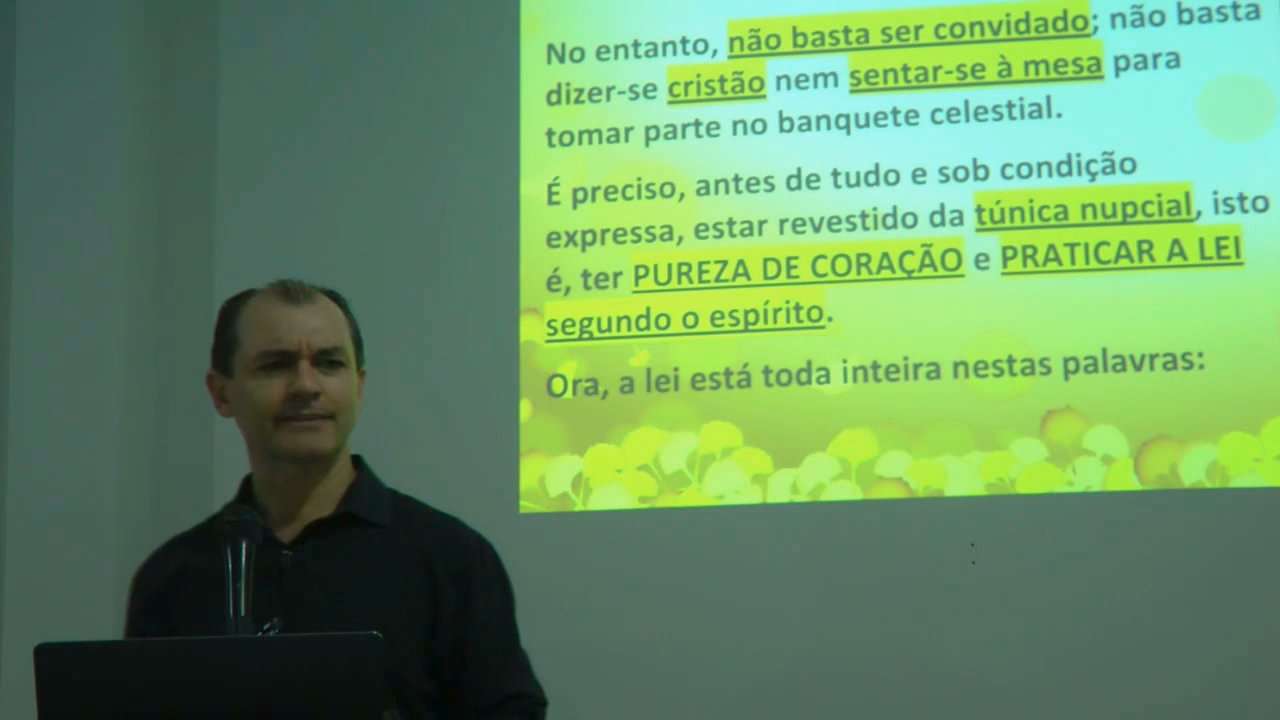 No entanto, não basta ser convidado; não basta
dizer-se cristão nem sentar-se à mesa para
tomar parte no banquete celestial.
É preciso, antes de tudo e sob condição
expressa, estar revestido da túnica nupcial, isto
é, ter PUREZA DE CORAÇÃO e PRATICAR A LEI
segundo o espírito.
Ora, a lei está toda inteira nestas palavras: